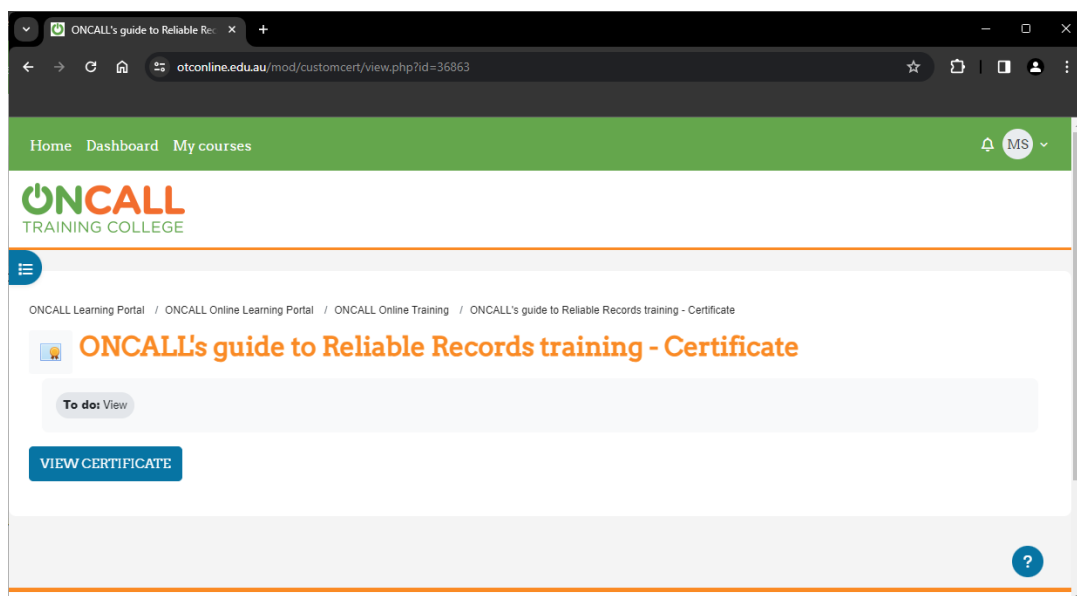 ONCALL's guide to Reliable Rec
otconline.edu.au/mod/customcert/view.php?id=36863
Home Dashboard My courses
MS
ONCALL
TRAINING COLLEGE
ONCALL Learning Portal / ONCALL Online Learning Portal / ONCALL Online Training / ONCALL's guide to Reliable Records training - Certificate
ONCALL's guide to Reliable Records training - Certificate
To do: View
VIEW CERTIFICATE
?